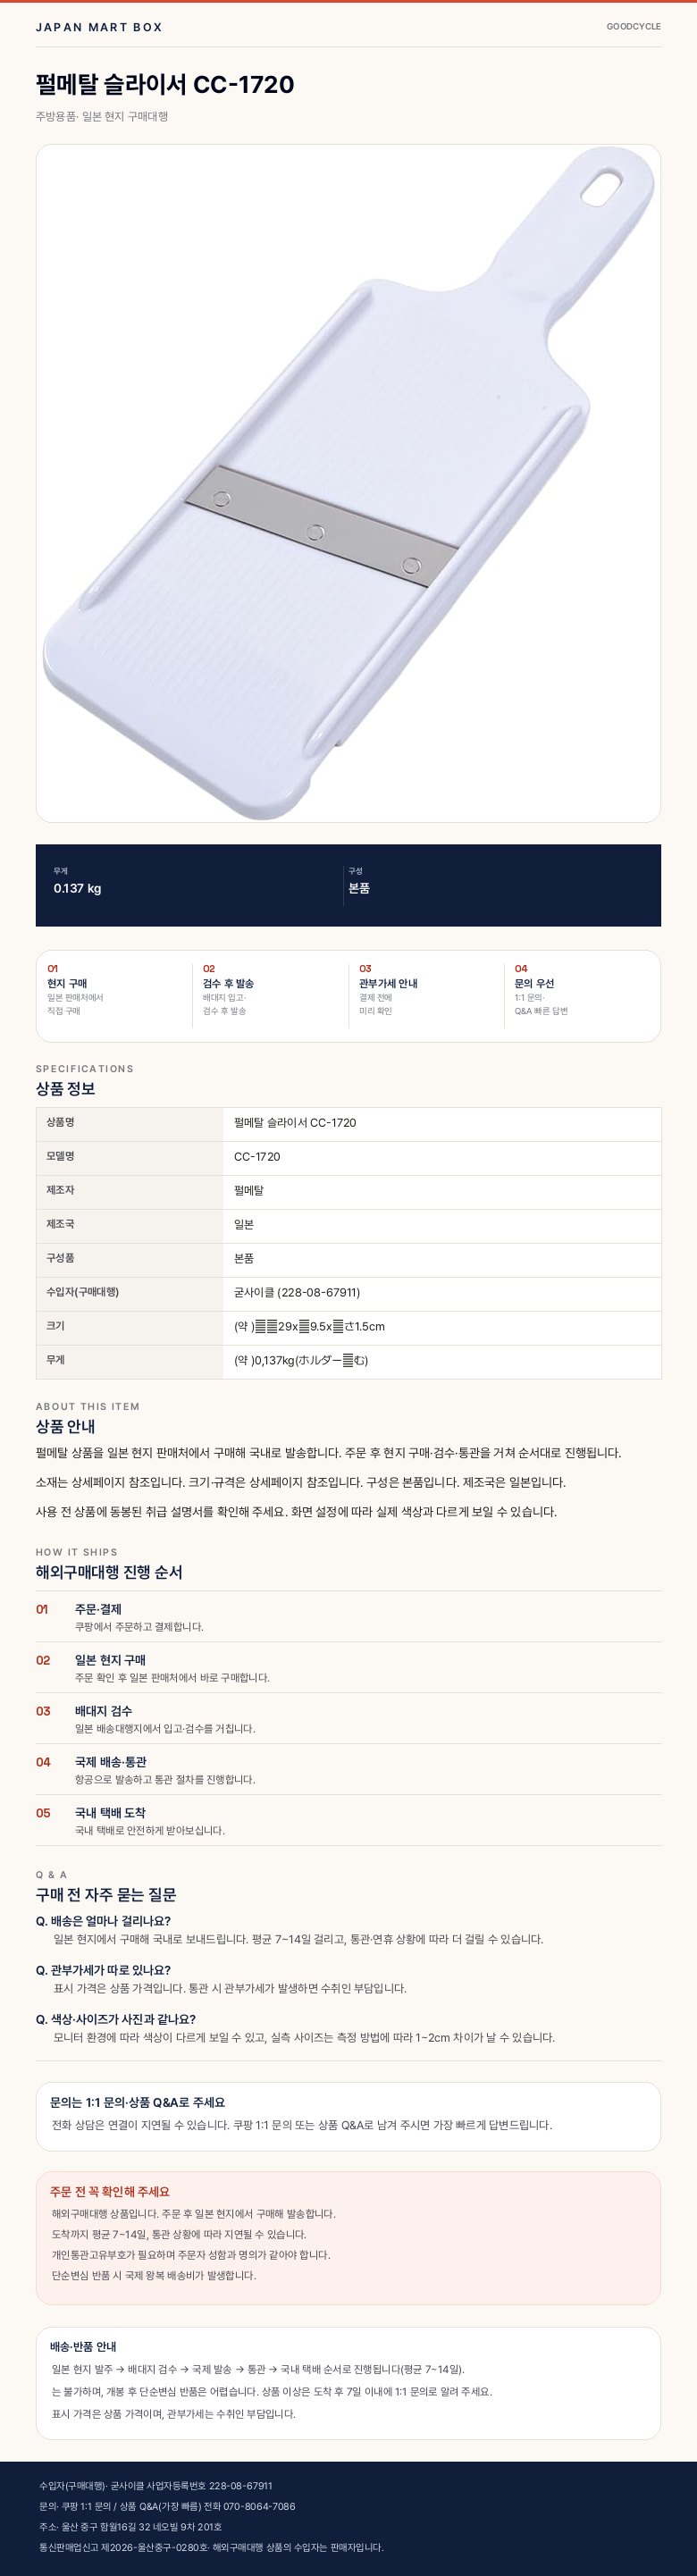 JAPAN MART BOX
GOODCYCLE
펄메탈 슬라이서 CC-1720
주방용품· 일본 현지 구매대행
무게
0.137 kg
구성
본품
01
현지 구매
일본 판매처에서
직접 구매
02
검수 후 발송
배대지 입고·
검수 후 발송
03
관부가세 안내
결제 전에
미리 확인
04
문의 우선
1:1 문의·
Q&A 빠른 답변
SPECIFICATIONS
상품 정보
상품명 펄메탈 슬라이서 CC-1720
모델명 CC-1720
제조자 펄메탈
제조국 일본
구성품 본품
수입자(구매대행) 굳사이클 (228-08-67911)
크기 (약 )▤▤29x▤9.5x▤さ1.5cm
무게 (약 )0,137kg(ホルダー▤む)
ABOUT THIS ITEM
상품 안내
펄메탈 상품을 일본 현지 판매처에서 구매해 국내로 발송합니다. 주문 후 현지 구매·검수·통관을 거쳐 순서대로 진행됩니다.
소재는 상세페이지 참조입니다. 크기·규격은 상세페이지 참조입니다. 구성은 본품입니다. 제조국은 일본입니다.
사용 전 상품에 동봉된 취급 설명서를 확인해 주세요. 화면 설정에 따라 실제 색상과 다르게 보일 수 있습니다.
HOW IT SHIPS
해외구매대행 진행 순서
01 주문·결제
쿠팡에서 주문하고 결제합니다.
02 일본 현지 구매
주문 확인 후 일본 판매처에서 바로 구매합니다.
03 배대지 검수
일본 배송대행지에서 입고·검수를 거칩니다.
04 국제 배송·통관
항공으로 발송하고 통관 절차를 진행합니다.
05 국내 택배 도착
국내 택배로 안전하게 받아보십니다.
Q & A
구매 전 자주 묻는 질문
Q. 배송은 얼마나 걸리나요?
일본 현지에서 구매해 국내로 보내드립니다. 평균 7~14일 걸리고, 통관·연휴 상황에 따라 더 걸릴 수 있습니다.
Q. 관부가세가 따로 있나요?
표시 가격은 상품 가격입니다. 통관 시 관부가세가 발생하면 수취인 부담입니다.
Q. 색상·사이즈가 사진과 같나요?
모니터 환경에 따라 색상이 다르게 보일 수 있고, 실측 사이즈는 측정 방법에 따라 1~2cm 차이가 날 수 있습니다.
문의는 1:1 문의·상품 Q&A로 주세요
전화 상담은 연결이 지연될 수 있습니다. 쿠팡 1:1 문의 또는 상품 Q&A로 남겨 주시면 가장 빠르게 답변드립니다.
주문 전 꼭 확인해 주세요
해외구매대행 상품입니다. 주문 후 일본 현지에서 구매해 발송합니다.
도착까지 평균 7~14일, 통관 상황에 따라 지연될 수 있습니다.
개인통관고유부호가 필요하며 주문자 성함과 명의가 같아야 합니다.
단순변심 반품 시 국제 왕복 배송비가 발생합니다.
배송·반품 안내
일본 현지 발주 → 배대지 검수 → 국제 발송 → 통관 → 국내 택배 순서로 진행됩니다(평균 7~14일).
는 불가하며, 개봉 후 단순변심 반품은 어렵습니다. 상품 이상은 도착 후 7일 이내에 1:1 문의로 알려 주세요.
표시 가격은 상품 가격이며, 관부가세는 수취인 부담입니다.
수입자(구매대행)· 굳사이클 사업자등록번호 228-08-67911
문의· 쿠팡 1:1 문의 / 상품 Q&A(가장 빠름) 전화 070-8064-7086
주소· 울산 중구 함월16길 32 네오빌 9차 201호
통신판매업신고 제2026-울산중구-0280호· 해외구매대행 상품의 수입자는 판매자입니다.